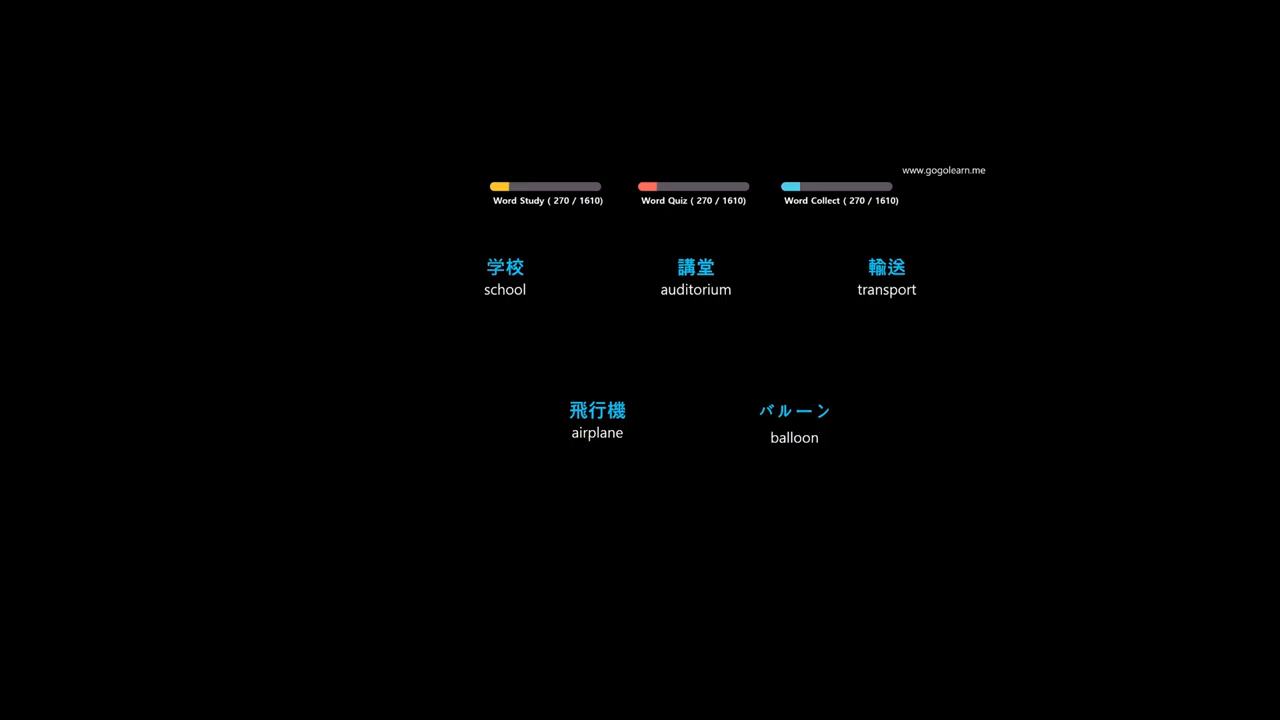 www.gogolearn.me
Word Study ( 270 / 1610)
Word Quiz ( 270 / 1610)
Word Collect ( 270 / 1610)
学校
school
講堂
auditorium
輸送
transport
飛行機
airplane
バルーン
balloon